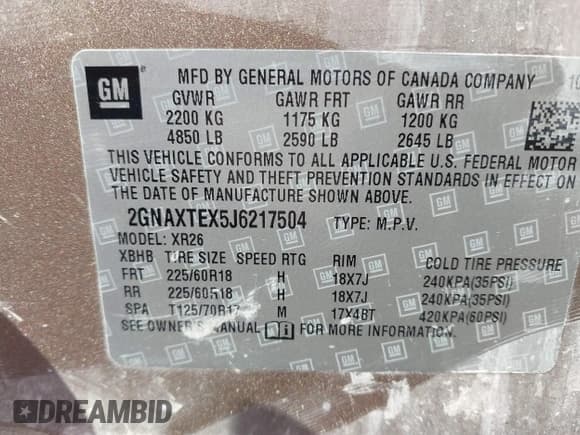 GM
MFD BY GENERAL MOTORS OF CANADA COMPANY
GVWR GAWR FRT GAWR RR
2200 KG 1175 KG 1200 KG
4850 LB 2590 LB 2645 LB
THIS VEHICLE CONFORMS TO ALL APPLICABLE U.S. FEDERAL MOTOR
VEHICLE SAFETY AND THEFT PREVENTION STANDARDS IN EFFECT ON
THE DATE OF MANUFACTURE SHOWN ABOVE.
2GNAXTEX5J6217504 TYPE: M.P.V.
MODEL: XR26
XBHB TIRE SIZE SPEED RTG RIM COLD TIRE PRESSURE
FRT 225/60R18 H 18X7J 240KPA(35PSI)
RR 225/60R18 H 18X7J 240KPA(35PSI)
SPA T125/70R17 M 17X4BT 420KPA(60PSI)
SEE OWNER'S MANUAL FOR MORE INFORMATION.
DREAMBID